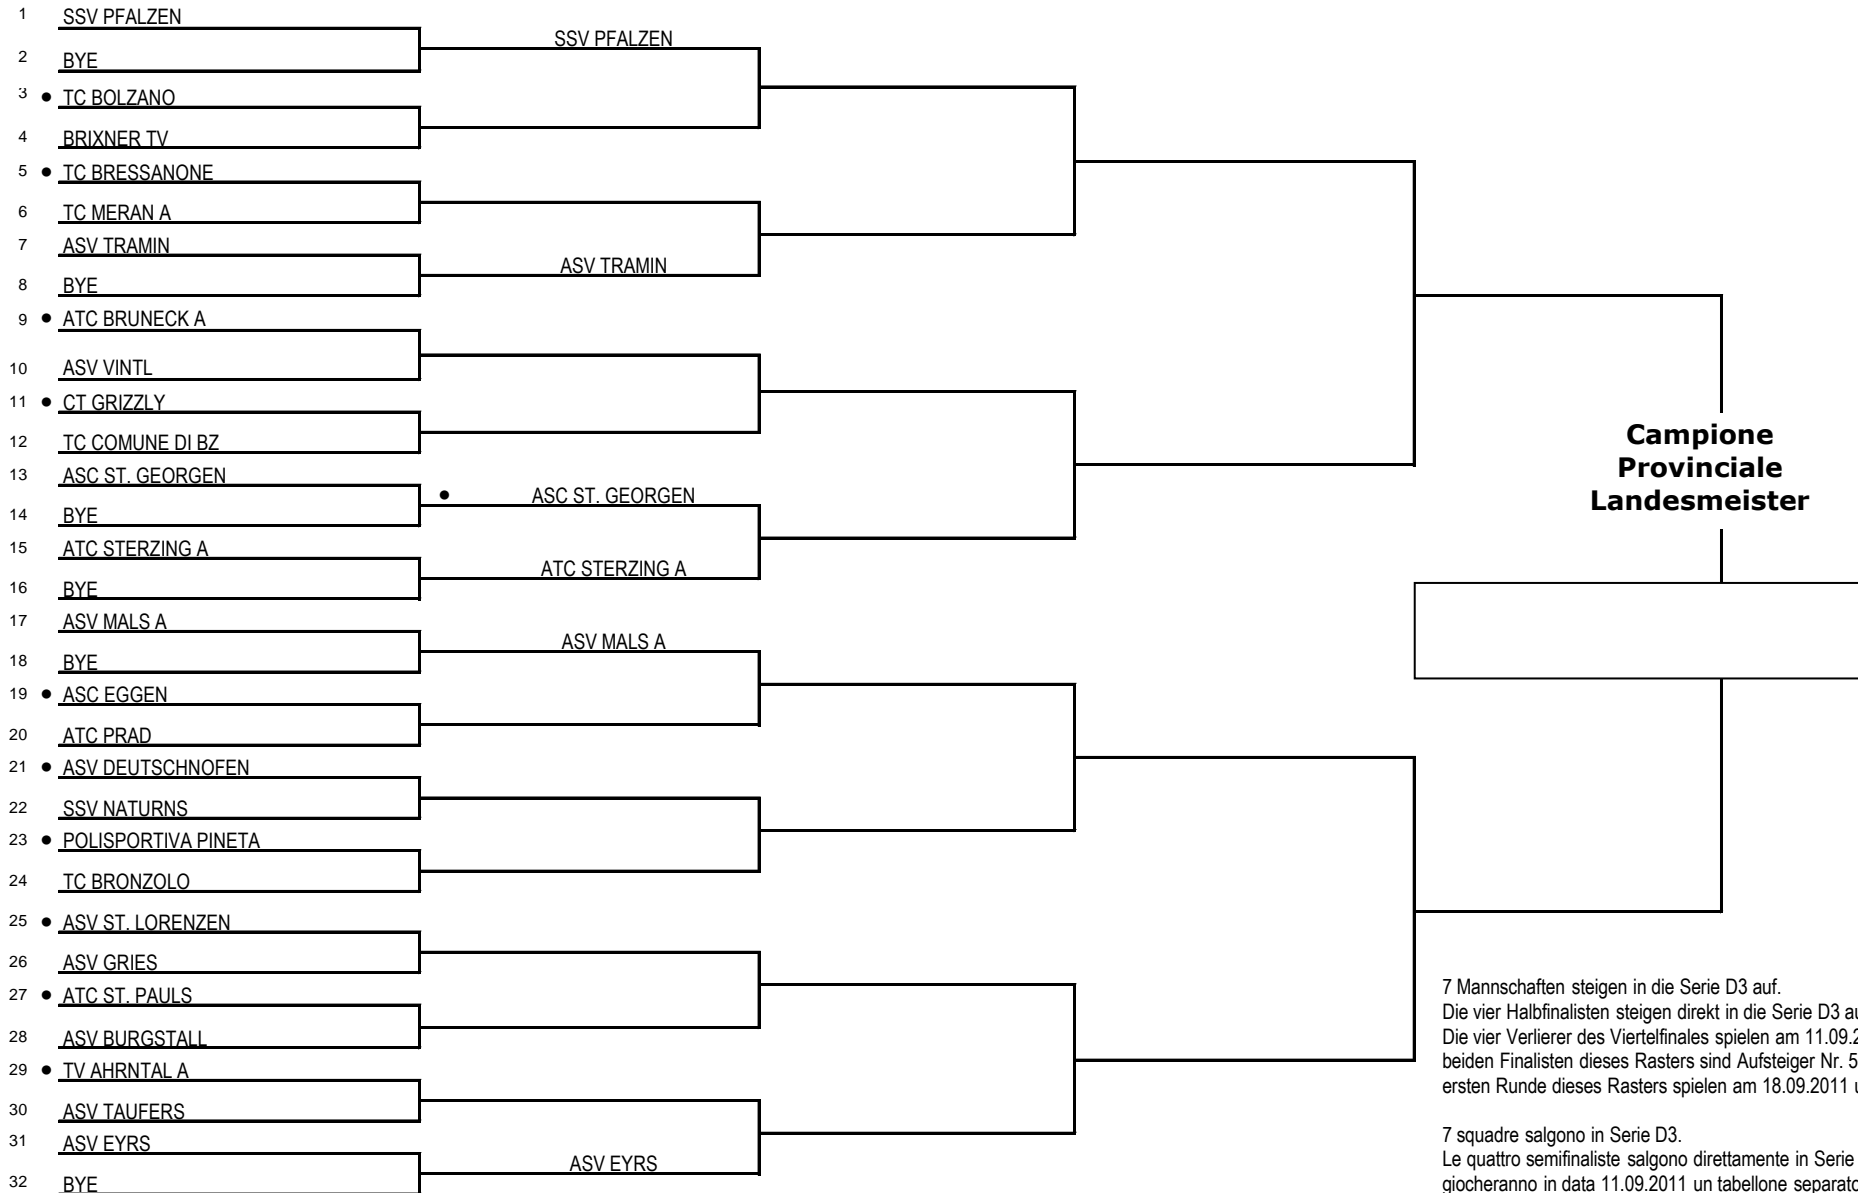 1 SSV PFALZEN
SSV PFALZEN
2 BYE
3 • TC BOLZANO
4 BRIXNER TV
5 • TC BRESSANONE
6 TC MERAN A
7 ASV TRAMIN
ASV TRAMIN
8 BYE
9 • ATC BRUNECK A
10 ASV VINTL
11 • CT GRIZZLY
12 TC COMUNE DI BZ
13 ASC ST. GEORGEN
• ASC ST. GEORGEN
14 BYE
15 ATC STERZING A
ATC STERZING A
16 BYE
17 ASV MALS A
ASV MALS A
18 BYE
19 • ASC EGGEN
20 ATC PRAD
21 • ASV DEUTSCHNOFEN
22 SSV NATURNS
23 • POLISPORTIVA PINETA
24 TC BRONZOLO
25 • ASV ST. LORENZEN
26 ASV GRIES
27 • ATC ST. PAULS
28 ASV BURGSTALL
29 • TV AHRNTAL A
30 ASV TAUFERS
31 ASV EYRS
ASV EYRS
32 BYE
Campione
Provinciale
Landesmeister
7 Mannschaften steigen in die Serie D3 auf.
Die vier Halbfinalisten steigen direkt in die Serie D3 au
Die vier Verlierer des Viertelfinales spielen am 11.09.2
beiden Finalisten dieses Rasters sind Aufsteiger Nr. 5
ersten Runde dieses Rasters spielen am 18.09.2011 u
7 squadre salgono in Serie D3.
Le quattro semifinaliste salgono direttamente in Serie
giocheranno in data 11.09.2011 un tabellone separato